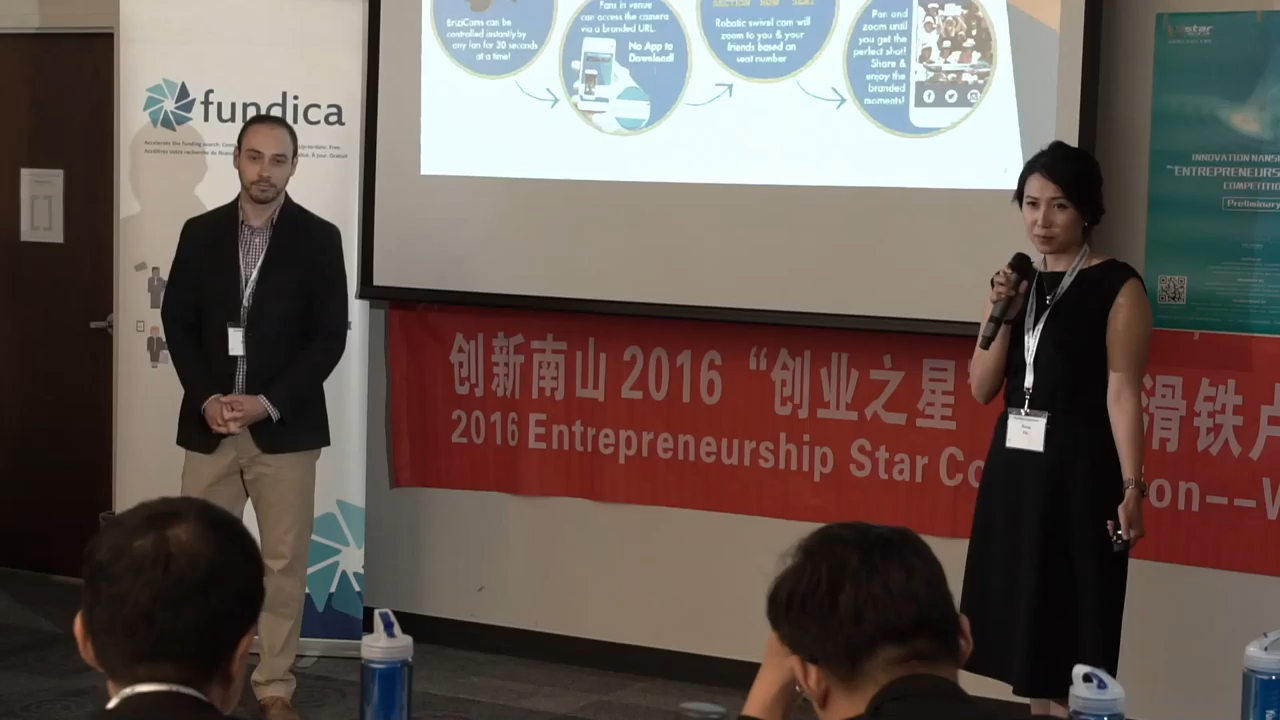 BriziCams can be
controlled instantly by
any fan for 30 seconds
at a time!
Fans in venue
can access the camera
via a branded URL.
No App to
Download!
SECTION ROW SEAT
Robotic swivel cam will
zoom to you & your
friends based on
seat number
Pan and
zoom until
you get the
perfect shot!
Share &
enjoy the
branded
moments!
fundica
INNOVATION NANSH
"ENTREPRENEURS
COMPETITIO
Preliminary
创新南山 2016 “创业之星 滑铁卢
2016 Entrepreneurship Star Co on--W